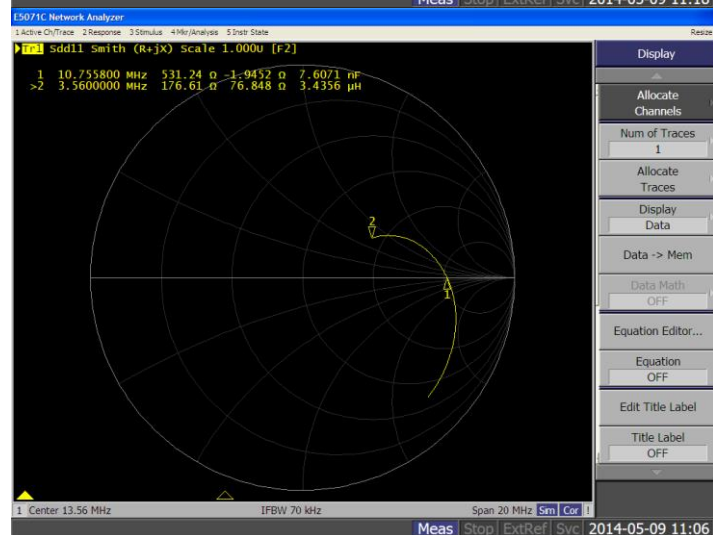 Meas Stop ExtRef Svc 2014-05-09 11:18
E5071C Network Analyzer
1 Active Ch/Trace 2 Response 3 Stimulus 4 Mkr/Analysis 5 Instr State
Resize
Tr1 Sdd11 Smith (R+jX) Scale 1.000U [F2]
1 10.755800 MHz 531.24 Ω -1.9452 Ω 7.6071 nF
>2 3.5600000 MHz 176.61 Ω 76.848 Ω 3.4356 µH
2
1
Display
Allocate
Channels
Num of Traces
1
Allocate
Traces
Display
Data
Data -> Mem
Data Math
OFF
Equation Editor...
Equation
OFF
Edit Title Label
Title Label
OFF
1 Center 13.56 MHz
IFBW 70 kHz
Span 20 MHz Sim Cor !
Meas Stop ExtRef Svc 2014-05-09 11:06